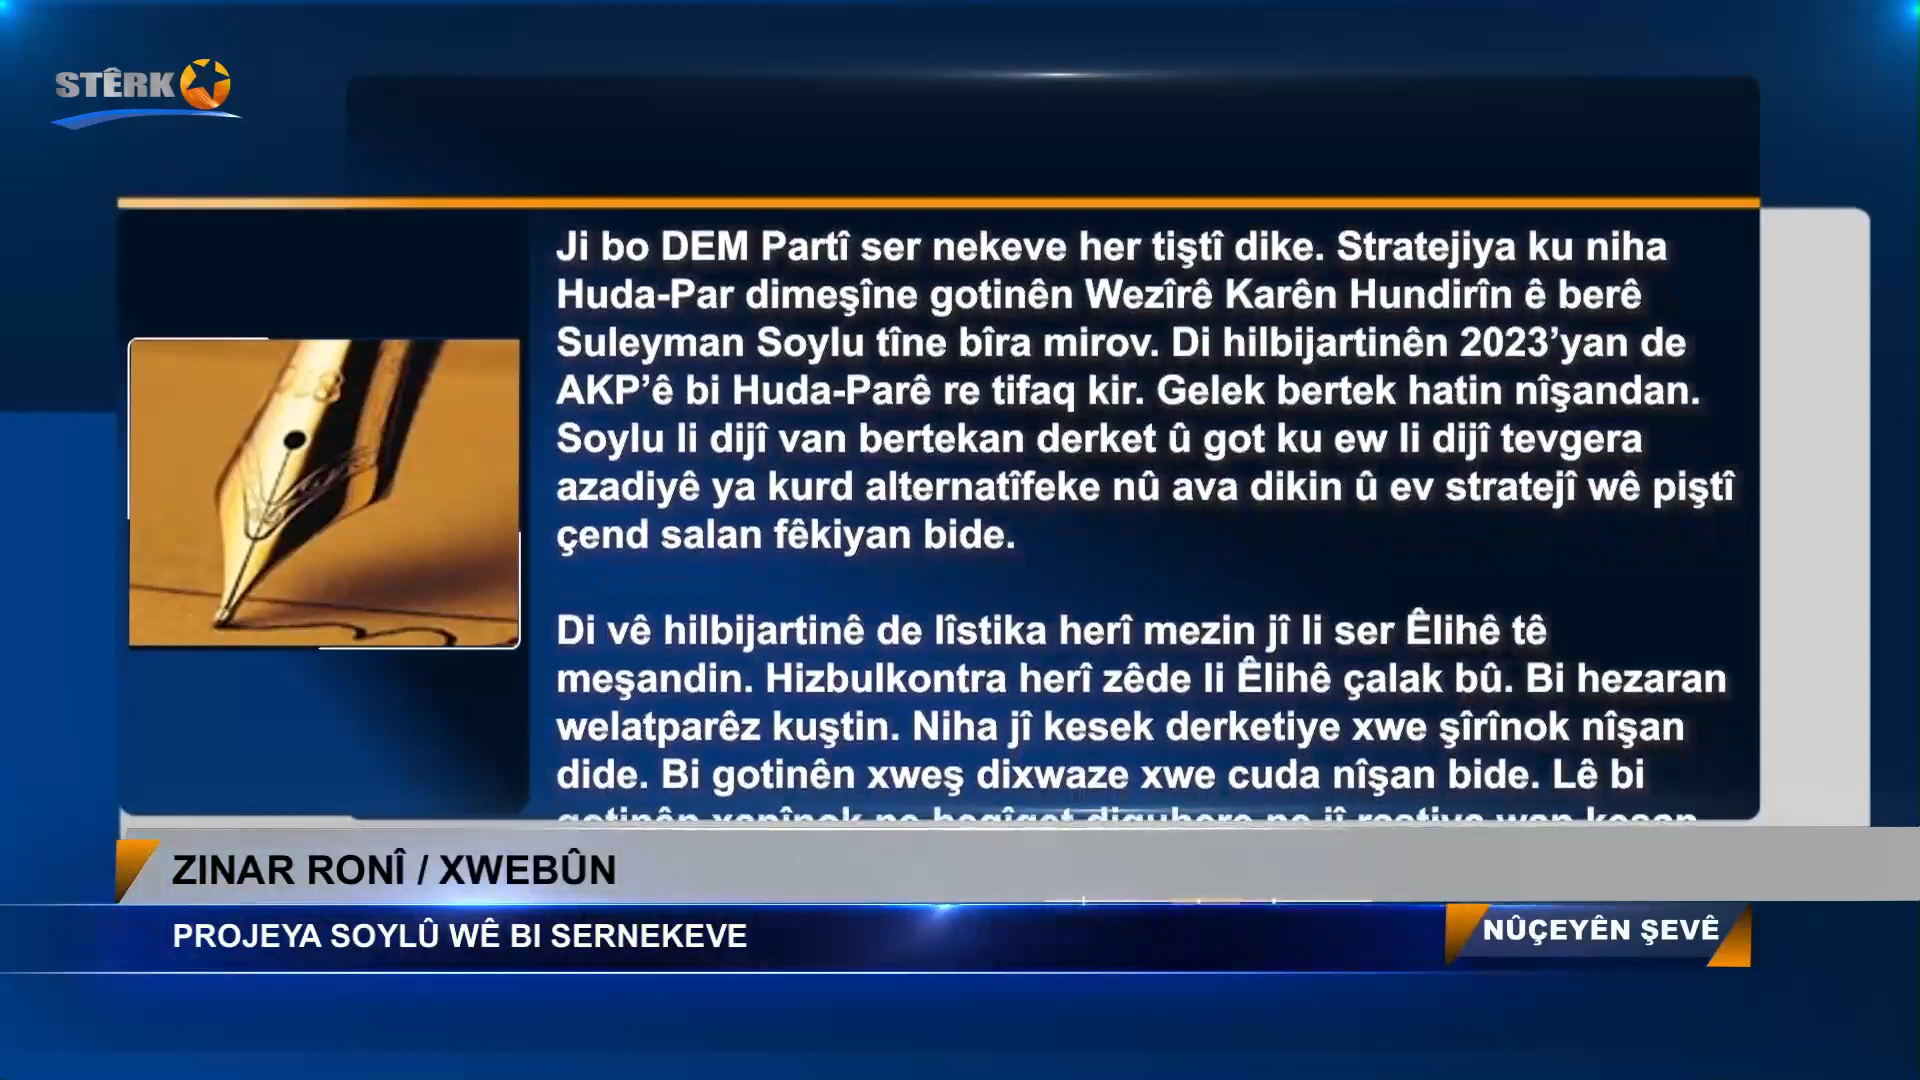 STÊRK
Ji bo DEM Partî ser nekeve her tiştî dike. Stratejiya ku niha
Huda-Par dimeşîne gotinên Wezîrê Karên Hundirîn ê berê
Suleyman Soylu tîne bîra mirov. Di hilbijartinên 2023’yan de
AKP’ê bi Huda-Parê re tifaq kir. Gelek bertek hatin nîşandan.
Soylu li dijî van bertekan derket û got ku ew li dijî tevgera
azadiyê ya kurd alternatîfeke nû ava dikin û ev stratejî wê piştî
çend salan fêkiyan bide.
Di vê hilbijartinê de lîstika herî mezin jî li ser Êlihê tê
meşandin. Hizbulkontra herî zêde li Êlihê çalak bû. Bi hezaran
welatparêz kuştin. Niha jî kesek derketiye xwe şîrînok nîşan
dide. Bi gotinên xweş dixwaze xwe cuda nîşan bide. Lê bi
ZINAR RONÎ / XWEBÛN
PROJEYA SOYLÛ WÊ BI SERNEKEVE
NÛÇEYÊN ŞEVÊ